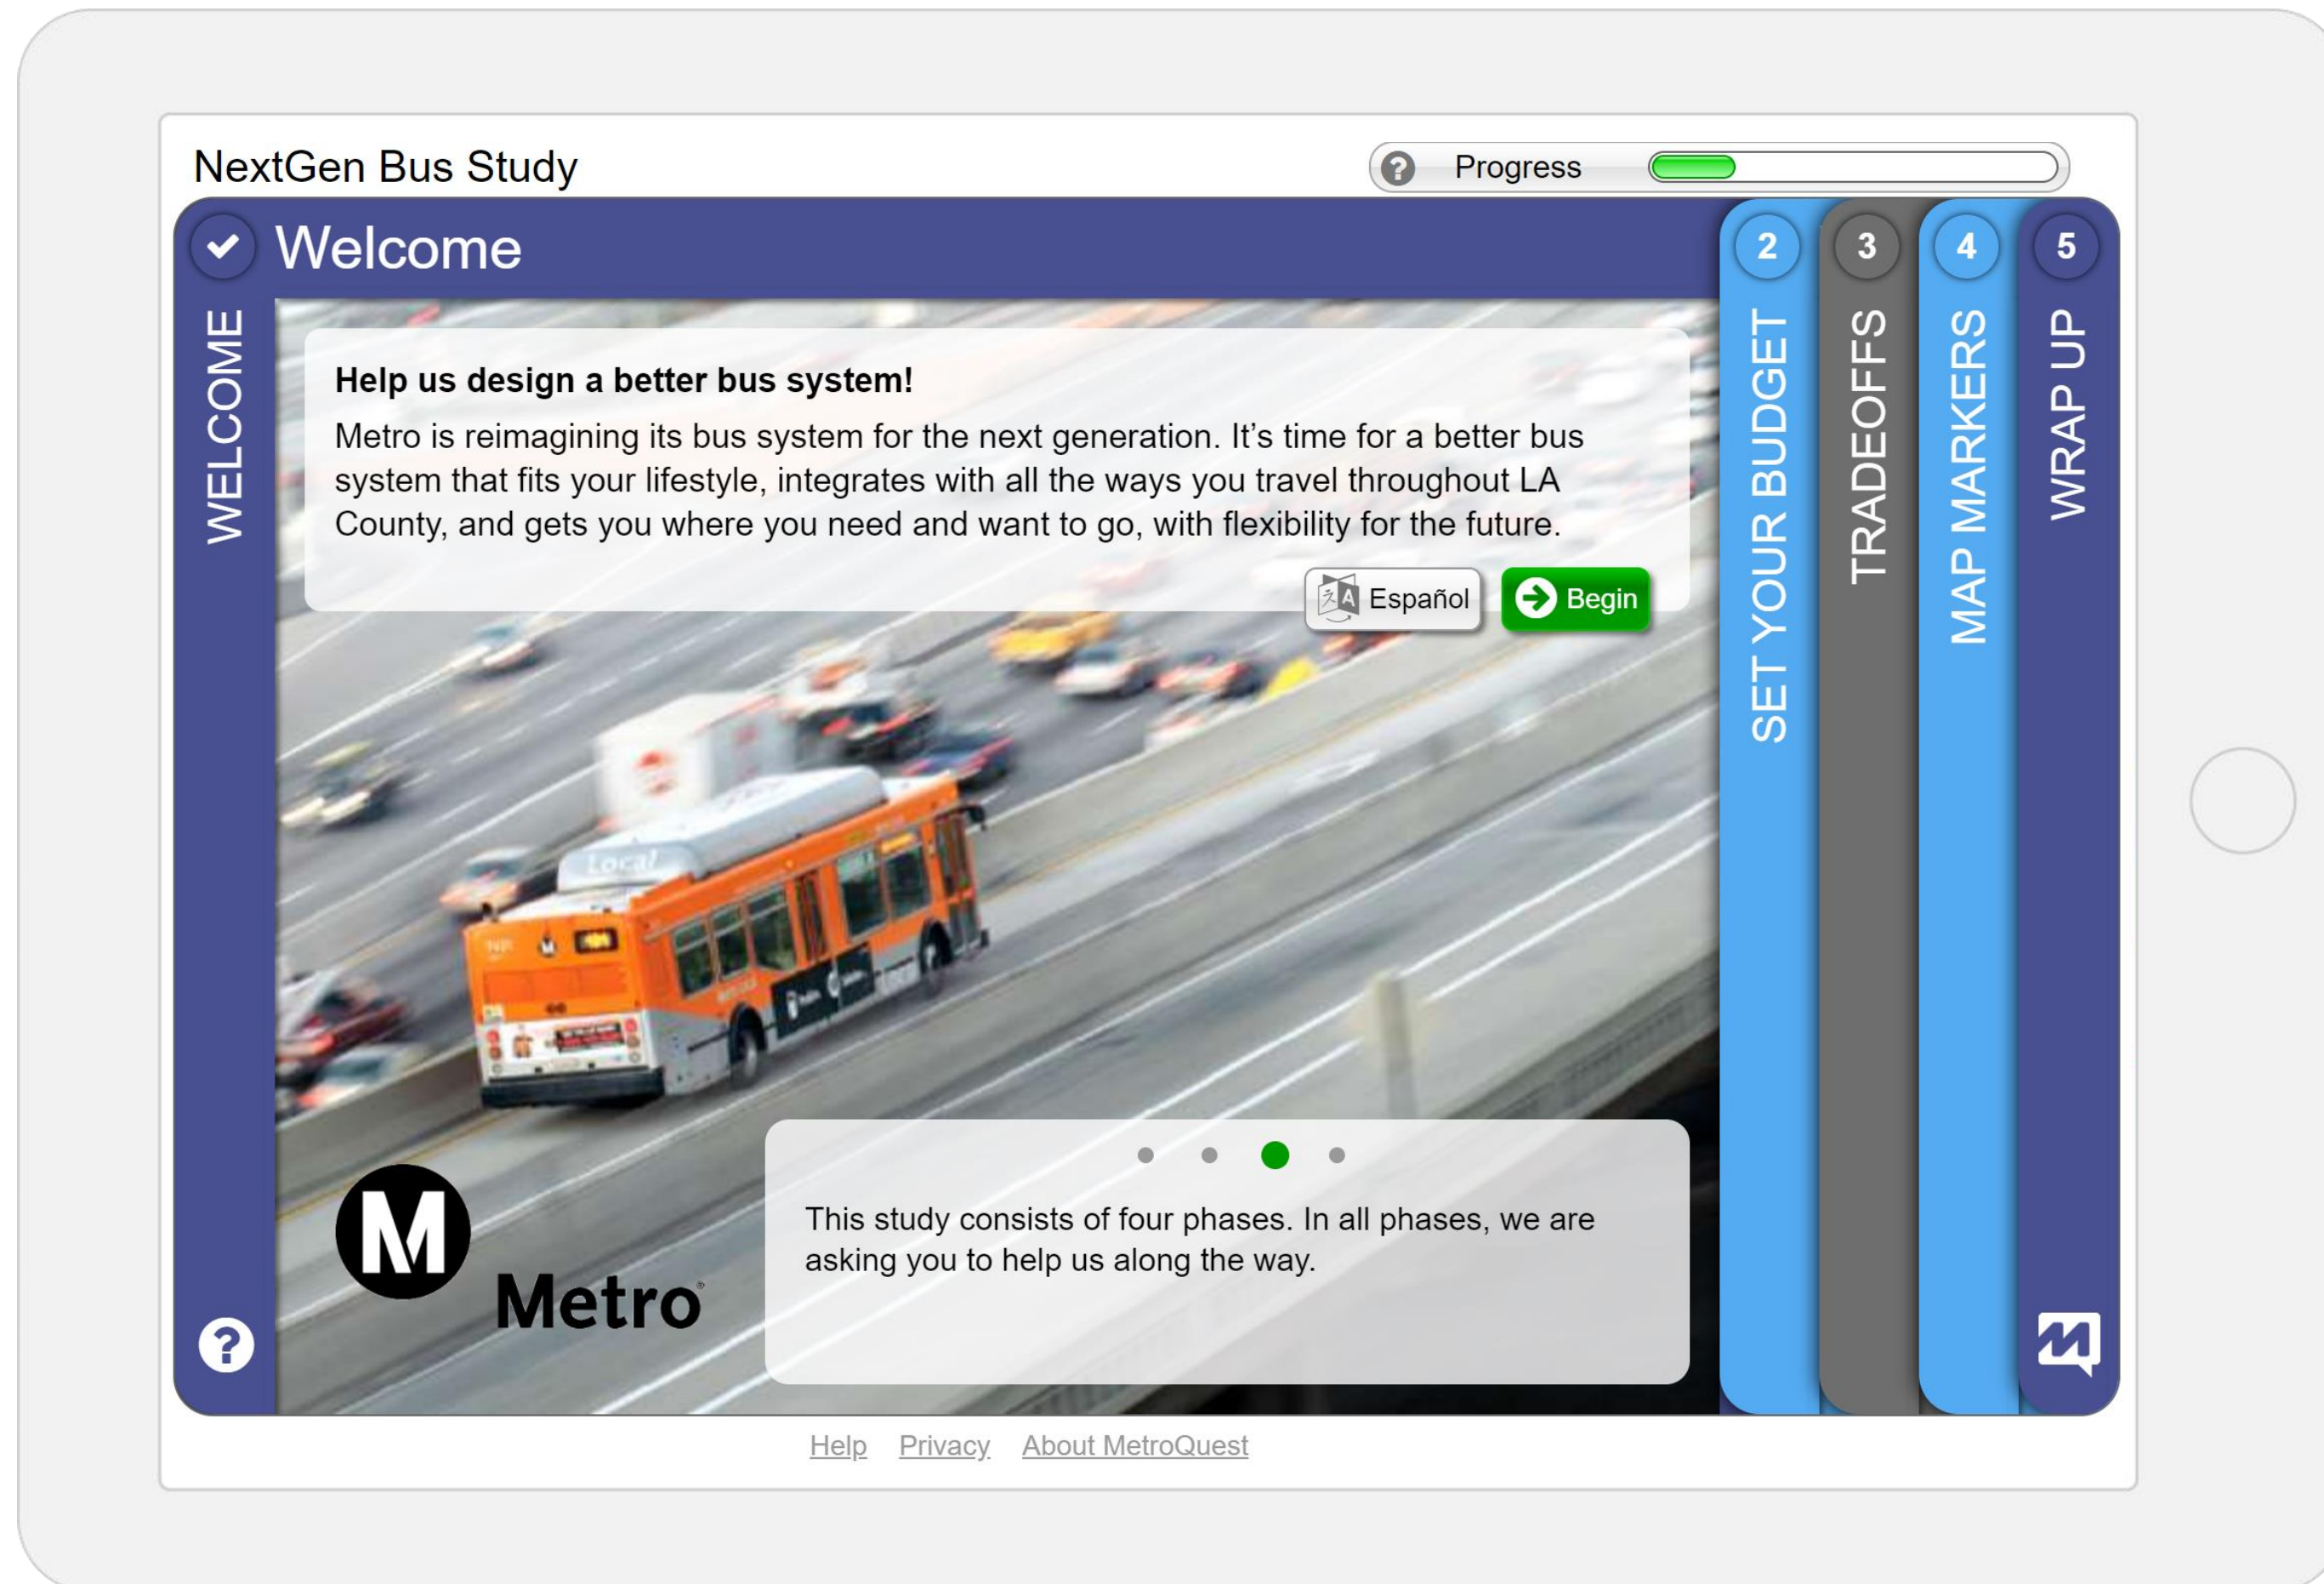 NextGen Bus Study
Progress
Welcome
WELCOME
Help us design a better bus system!
Metro is reimagining its bus system for the next generation. It's time for a better bus
system that fits your lifestyle, integrates with all the ways you travel throughout LA
County, and gets you where you need and want to go, with flexibility for the future.
Español
Begin
2
SET YOUR BUDGET
3
TRADEOFFS
4
MAP MARKERS
5
WRAP UP
Local
M
Metro
This study consists of four phases. In all phases, we are
asking you to help us along the way.
Help Privacy About MetroQuest